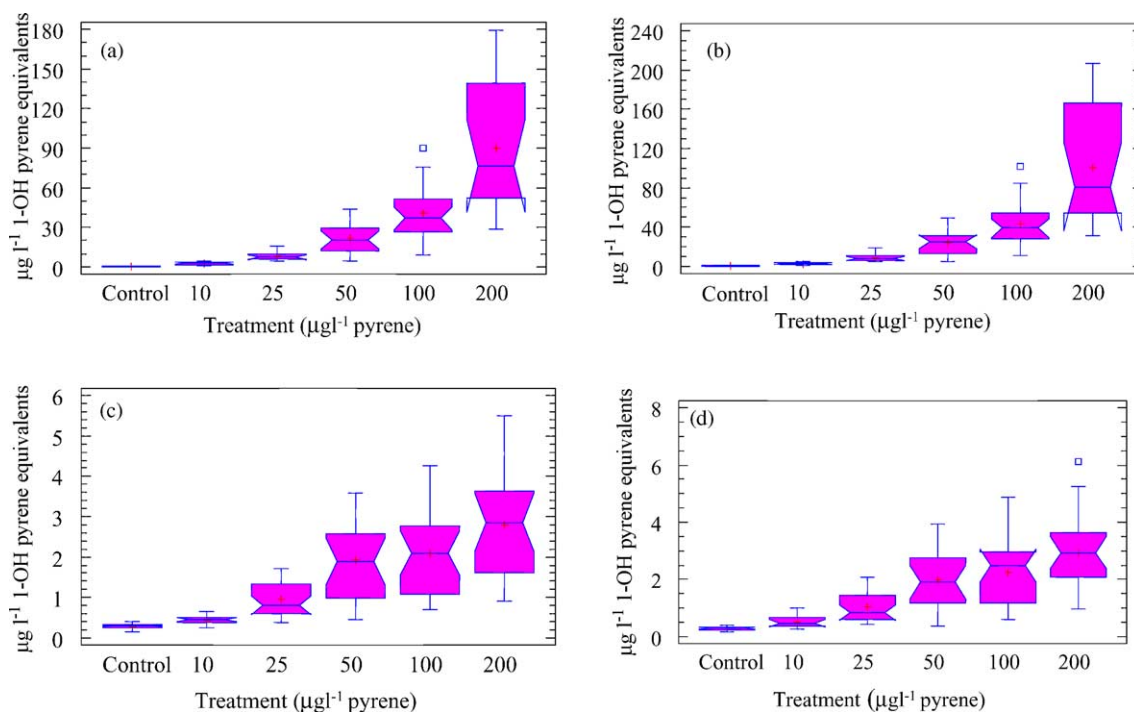 (a)
µg l-1 1-OH pyrene equivalents
180
150
120
90
60
30
0
Control 10 25 50 100 200
Treatment (µgl-1 pyrene)
(b)
µg l-1 1-OH pyrene equivalents
240
200
160
120
80
40
0
Control 10 25 50 100 200
Treatment (µgl-1 pyrene)
(c)
µg l-1 1-OH pyrene equivalents
6
5
4
3
2
1
0
Control 10 25 50 100 200
Treatment (µgl-1 pyrene)
(d)
µg l-1 1-OH pyrene equivalents
8
6
4
2
0
Control 10 25 50 100 200
Treatment (µgl-1 pyrene)